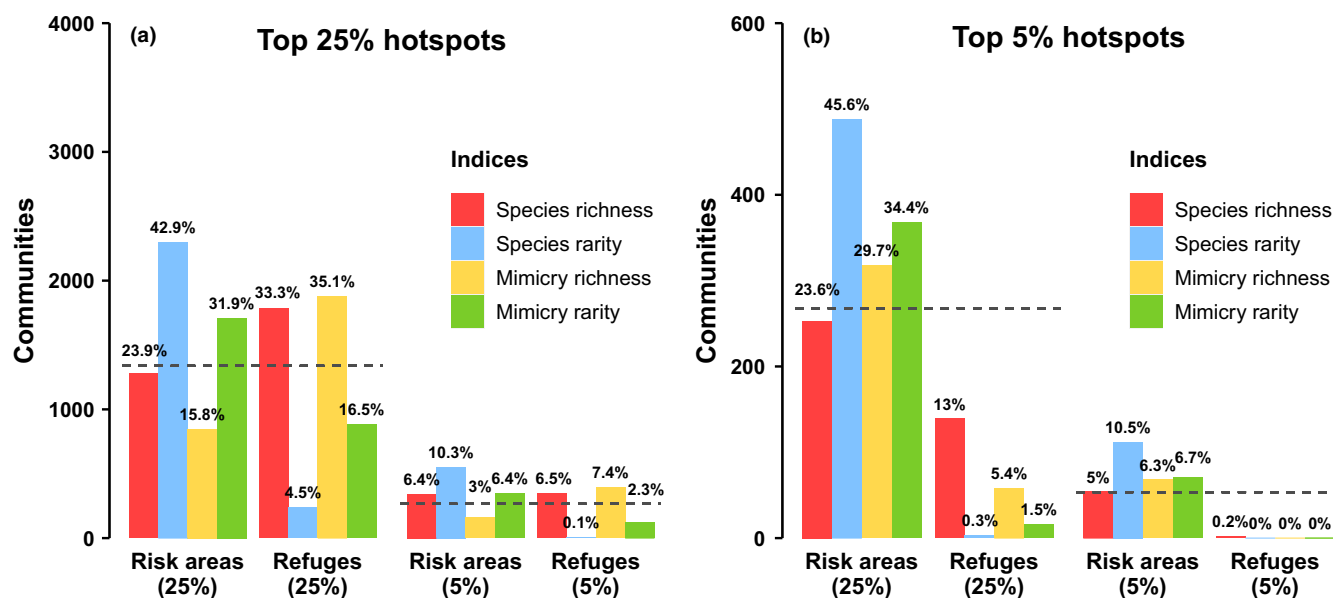 (a)
Top 25% hotspots
Communities
4000
3000
2000
1000
0
23.9%
42.9%
15.8%
31.9%
33.3%
4.5%
35.1%
16.5%
6.4%
10.3%
3%
6.4%
6.5%
0.1%
7.4%
2.3%
Indices
Species richness
Species rarity
Mimicry richness
Mimicry rarity
Risk areas
(25%)
Refuges
(25%)
Risk areas
(5%)
Refuges
(5%)
(b)
Top 5% hotspots
Communities
600
400
200
0
23.6%
45.6%
29.7%
34.4%
13%
0.3%
5.4%
1.5%
5%
10.5%
6.3%
6.7%
0.2%
0%
0%
0%
Indices
Species richness
Species rarity
Mimicry richness
Mimicry rarity
Risk areas
(25%)
Refuges
(25%)
Risk areas
(5%)
Refuges
(5%)